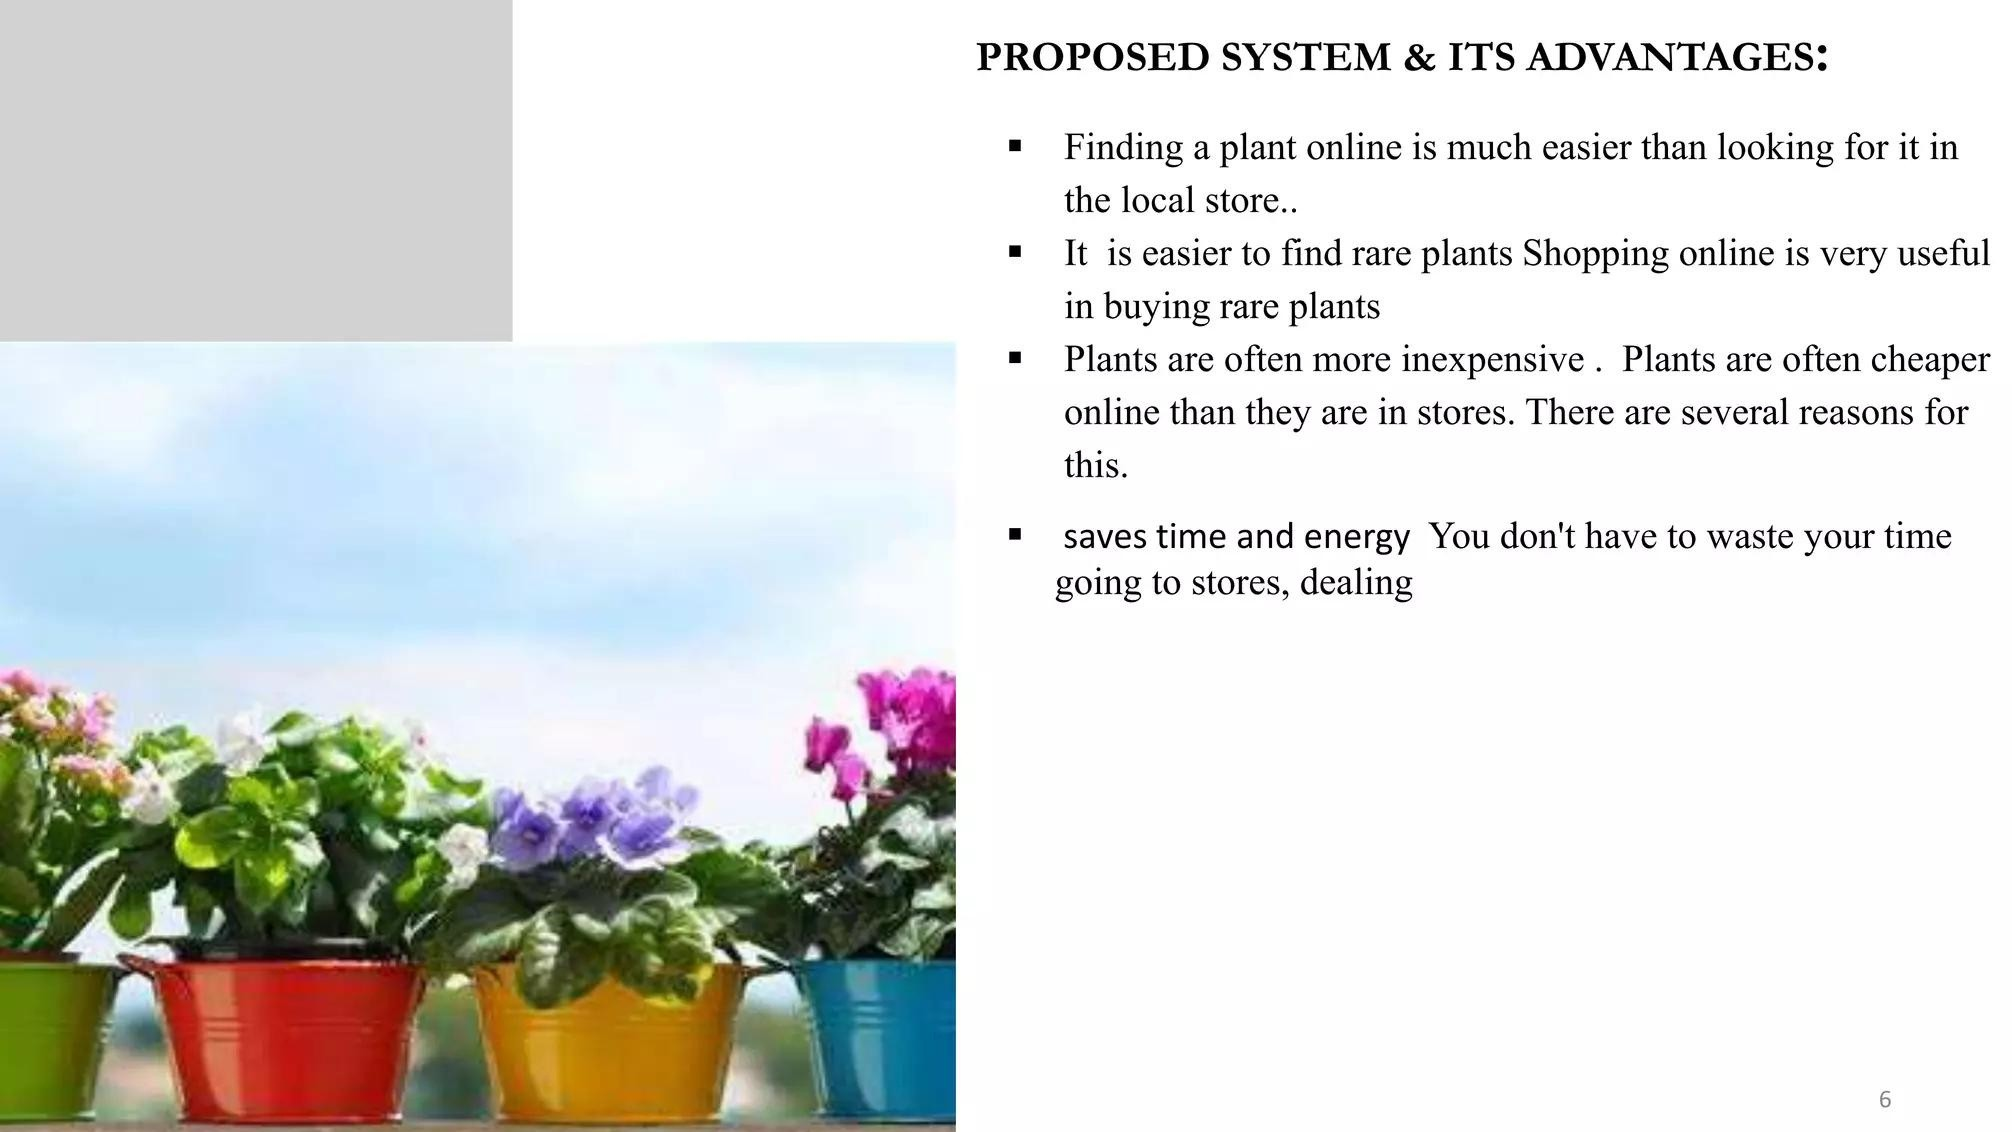 PROPOSED SYSTEM & ITS ADVANTAGES:
▪ Finding a plant online is much easier than looking for it in
the local store..
▪ It  is easier to find rare plants Shopping online is very useful
in buying rare plants
▪ Plants are often more inexpensive .  Plants are often cheaper
online than they are in stores. There are several reasons for
this.
▪ saves time and energy  You don't have to waste your time
going to stores, dealing
6